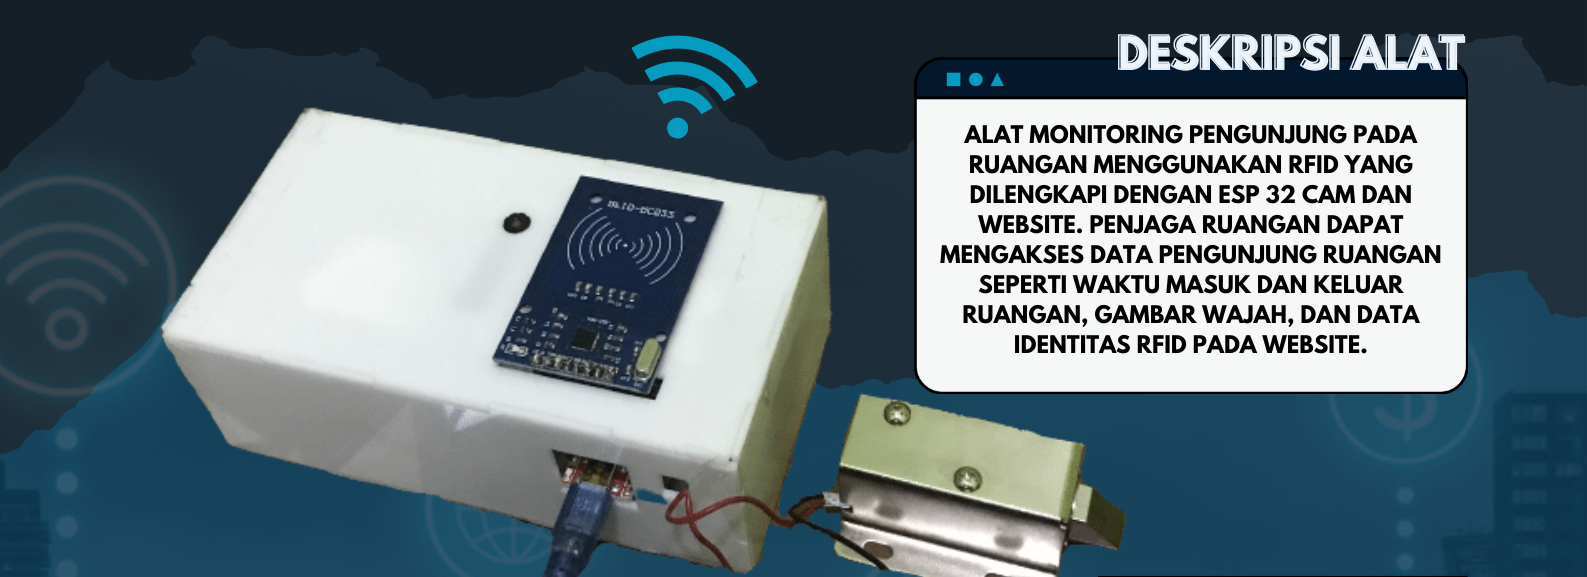 DESKRIPSI ALAT
ALAT MONITORING PENGUNJUNG PADA
RUANGAN MENGGUNAKAN RFID YANG
DILENGKAPI DENGAN ESP 32 CAM DAN
WEBSITE. PENJAGA RUANGAN DAPAT
MENGAKSES DATA PENGUNJUNG RUANGAN
SEPERTI WAKTU MASUK DAN KELUAR
RUANGAN, GAMBAR WAJAH, DAN DATA
IDENTITAS RFID PADA WEBSITE.